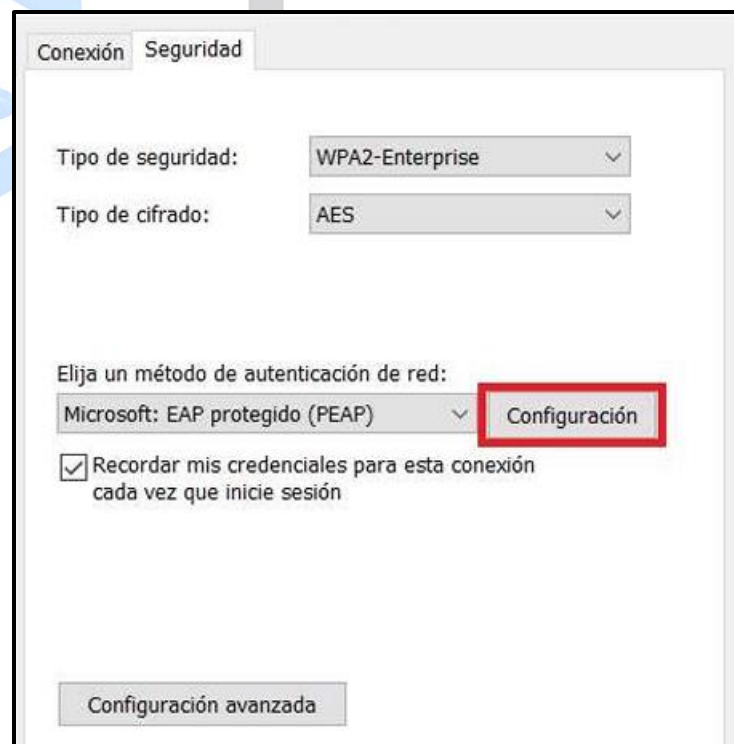 Conexión Seguridad
Tipo de seguridad: WPA2-Enterprise
Tipo de cifrado: AES
Elija un método de autenticación de red:
Microsoft: EAP protegido (PEAP) Configuración
Recordar mis credenciales para esta conexión
cada vez que inicie sesión
Configuración avanzada